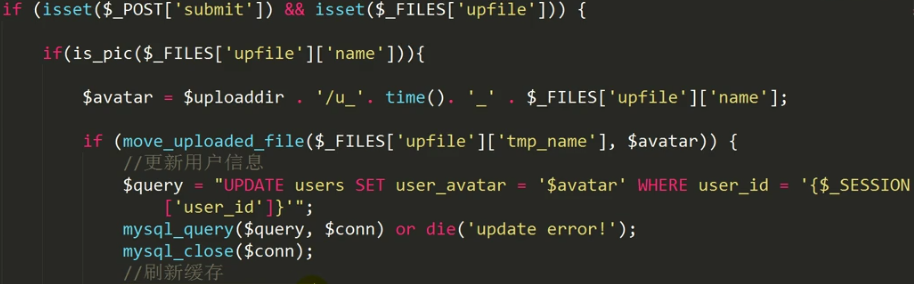 if (isset($_POST['submit']) && isset($_FILES['upfile'])) {
if(is_pic($_FILES['upfile']['name'])){
$avatar = $uploaddir . '/u_'. time(). '_' . $_FILES['upfile']['name'];
if (move_uploaded_file($_FILES['upfile']['tmp_name'], $avatar)) {
//更新用户信息
$query = "UPDATE users SET user_avatar = '$avatar' WHERE user_id = '{$_SESSION
['user_id']}'";
mysql_query($query, $conn) or die('update error!');
mysql_close($conn);
//刷新缓存